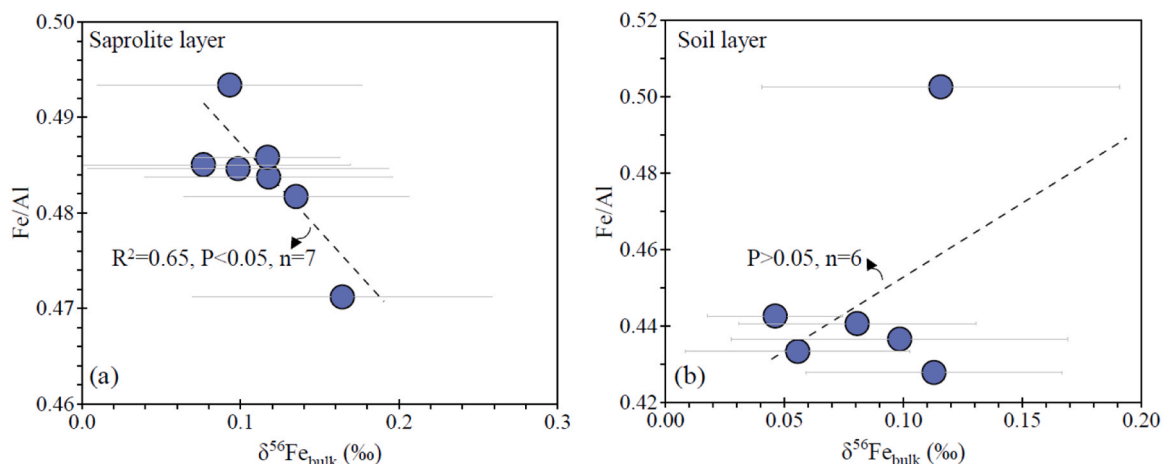 Saprolite layer
0.50
0.49
0.48
0.47
0.46
Fe/Al
R²=0.65, P<0.05, n=7
(a)
0.0
0.1
0.2
0.3
δ⁵⁶Fe_bulk (‰)
Soil layer
0.52
0.50
0.48
0.46
0.44
0.42
Fe/Al
P>0.05, n=6
(b)
0.05
0.10
0.15
0.20
δ⁵⁶Fe_bulk (‰)